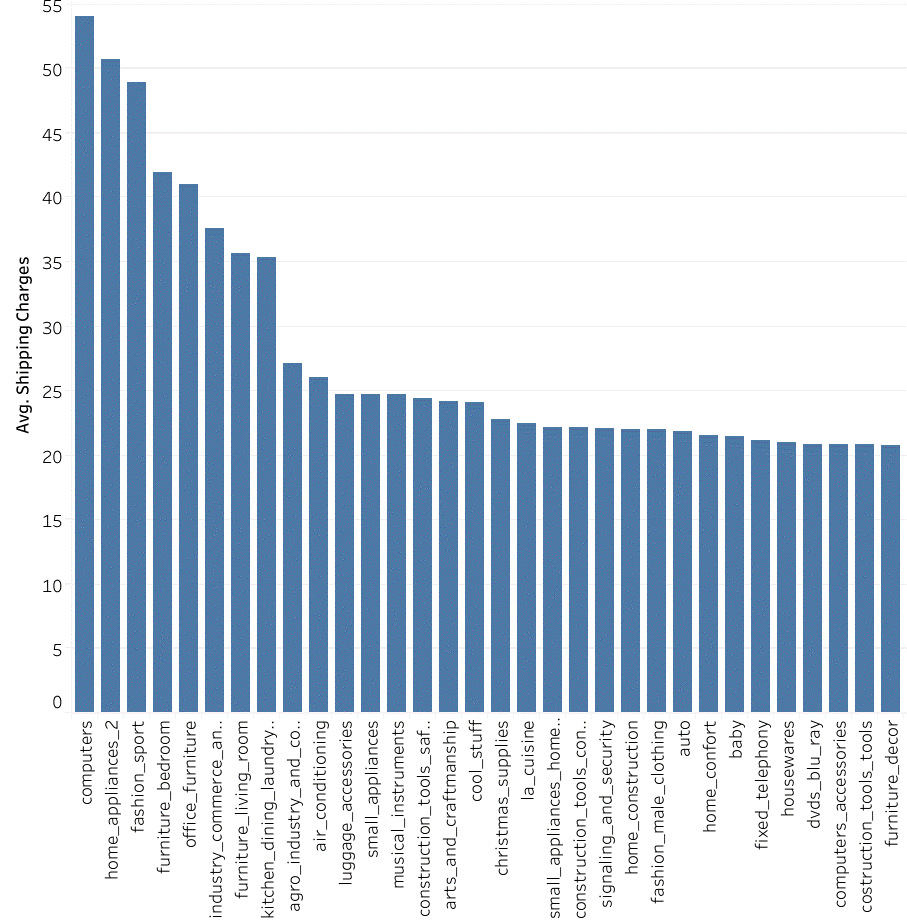 55
50
45
40
35
30
25
20
15
10
5
0
Avg. Shipping Charges
computers
home_appliances_2
fashion_sport
furniture_bedroom
office_furniture
industry_commerce_an..
furniture_living_room
kitchen_dining_laundry..
agro_industry_and_co...
air_conditioning
luggage_accessories
small_appliances
musical_instruments
construction_tools_saf..
arts_and_craftmanship
cool_stuff
christmas_supplies
la_cuisine
small_appliances_home..
construction_tools_con..
signaling_and_security
home_construction
fashion_male_clothing
auto
home_confort
baby
fixed_telephony
housewares
dvds_blu_ray
computers_accessories
costruction_tools_tools
furniture_decor